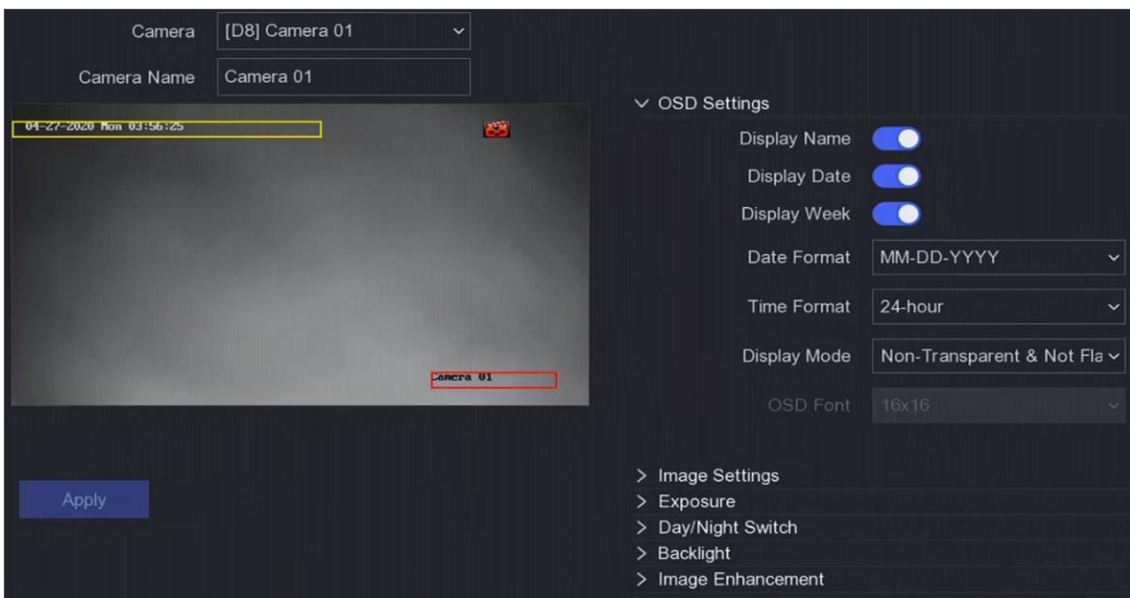 Camera [D8] Camera 01
Camera Name Camera 01
04-27-2020 Mon 03:56:25
Camera 01
Apply
OSD Settings
Display Name
Display Date
Display Week
Date Format MM-DD-YYYY
Time Format 24-hour
Display Mode Non-Transparent & Not Fla
OSD Font 16x16
Image Settings
Exposure
Day/Night Switch
Backlight
Image Enhancement